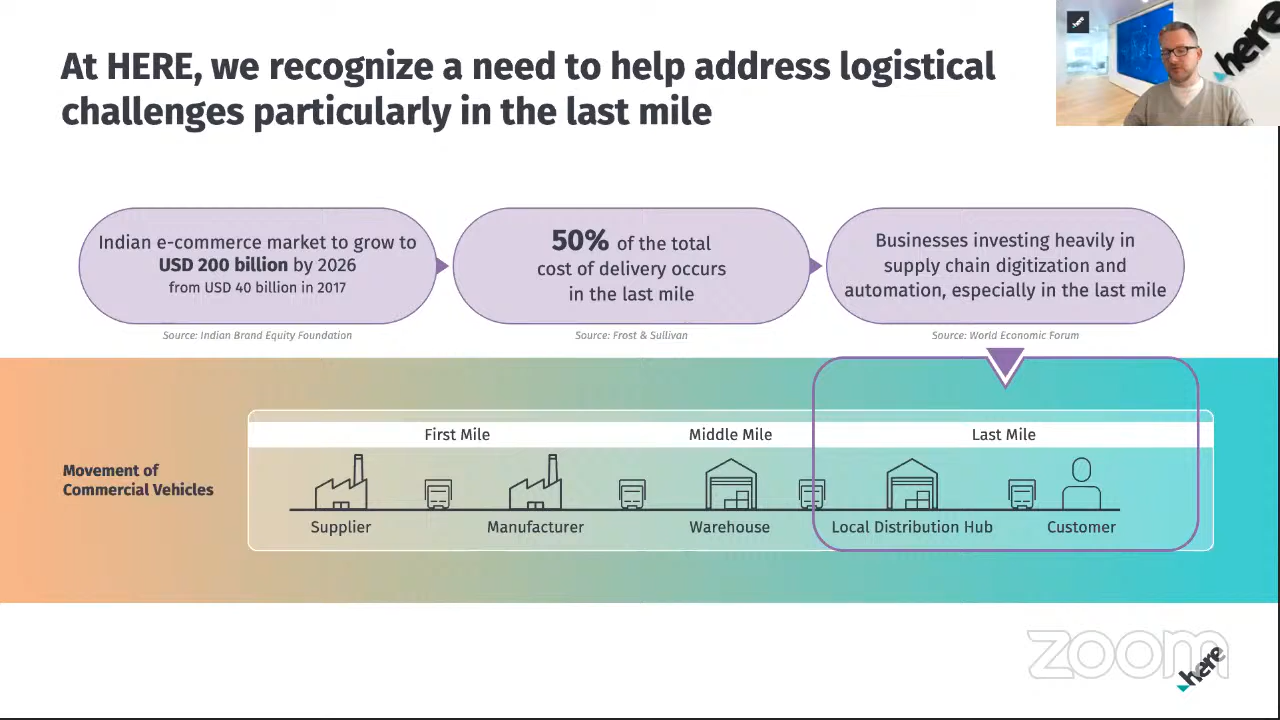 At HERE, we recognize a need to help address logistical
challenges particularly in the last mile
here
Indian e-commerce market to grow to
USD 200 billion by 2026
from USD 40 billion in 2017
Source: Indian Brand Equity Foundation
50% of the total
cost of delivery occurs
in the last mile
Source: Frost & Sullivan
Businesses investing heavily in
supply chain digitization and
automation, especially in the last mile
Source: World Economic Forum
First Mile Middle Mile Last Mile
Movement of
Commercial Vehicles
Supplier Manufacturer Warehouse Local Distribution Hub Customer
zoom
here